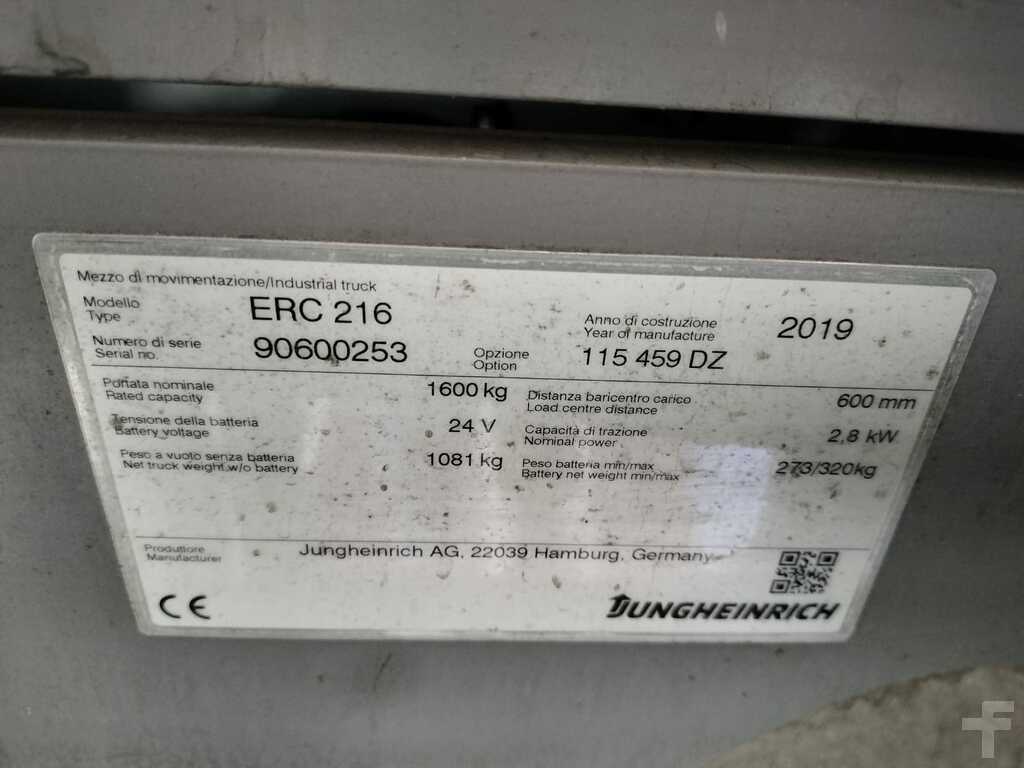 Mezzo di movimentazione/Industrial truck
Modello
Type
ERC 216
Anno di costruzione
Year of manufacture
2019
Numero di serie
Serial no.
90600253
Opzione
Option
115 459 DZ
Portata nominale
Rated capacity
1600 kg
Distanza baricentro carico
Load centre distance
600 mm
Tensione della batteria
Battery voltage
24 V
Capacità di trazione
Nominal power
2,8 kW
Peso a vuoto senza batteria
Net truck weight w/o battery
1081 kg
Peso batteria min/max
Battery net weight min/max
273/320kg
Produttore
Manufacturer
Jungheinrich AG, 22039 Hamburg, Germany
CE
JUNGHEINRICH